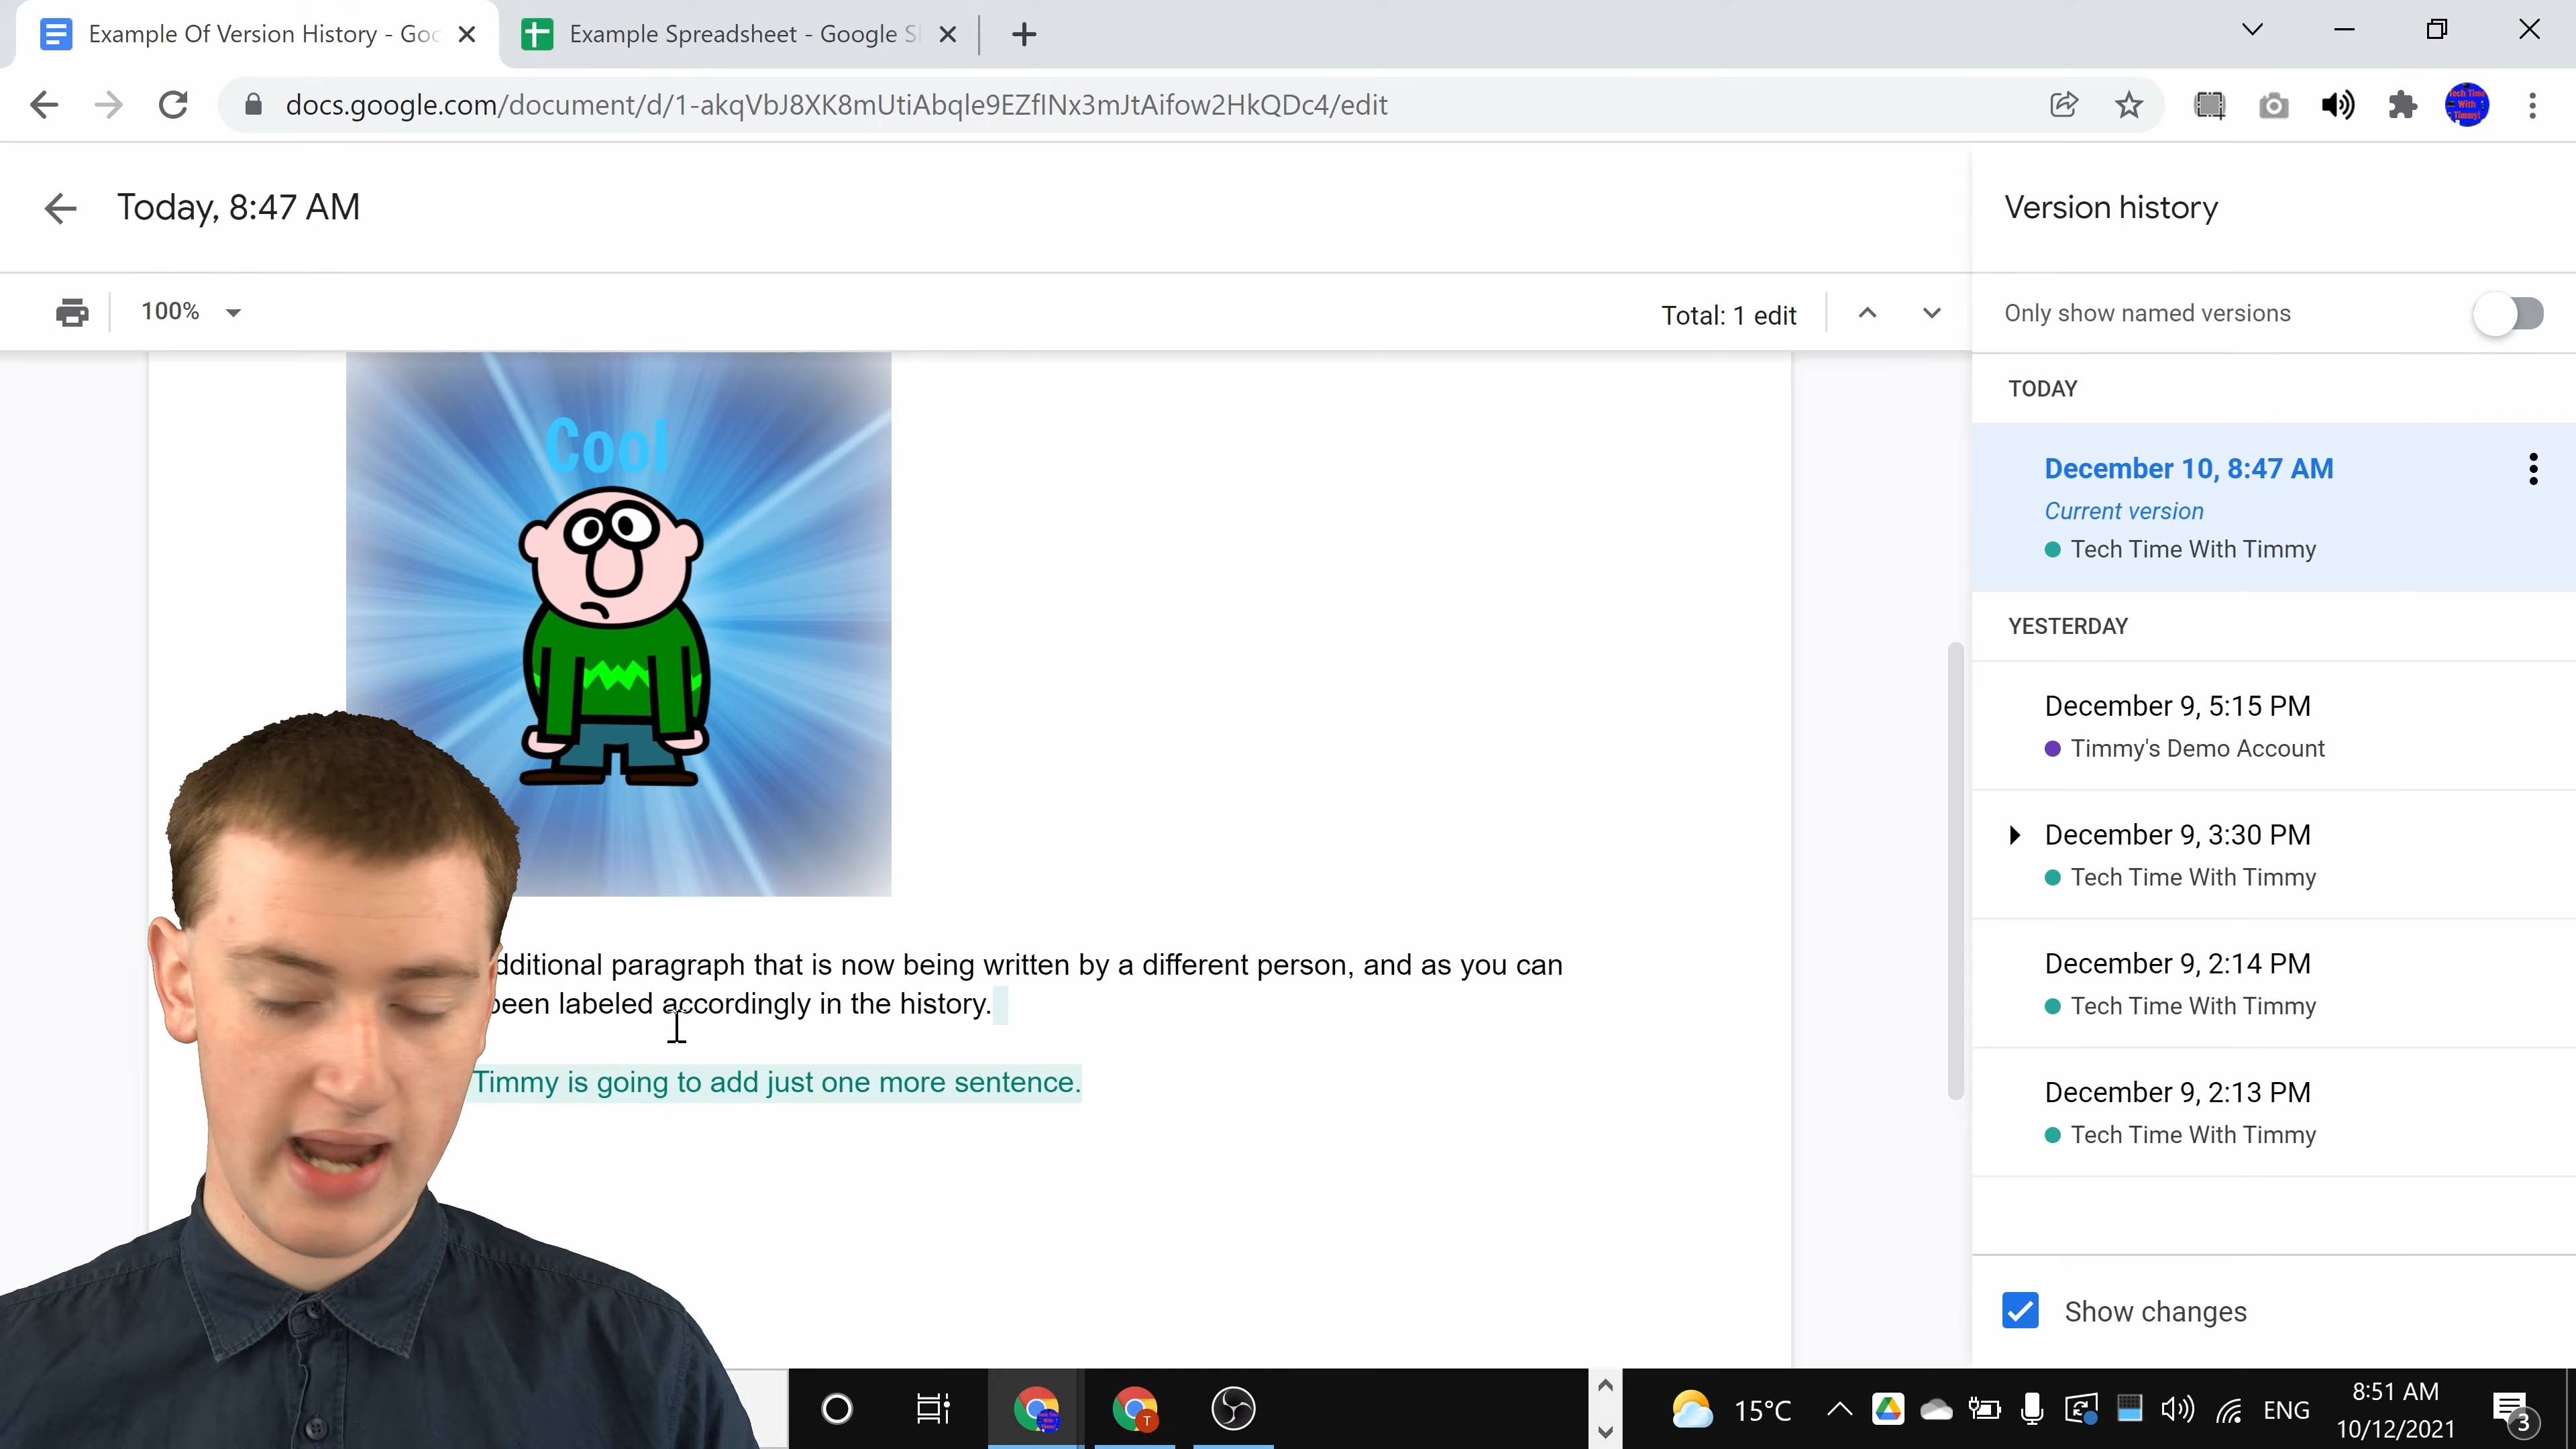 Example Of Version History - Goo
Example Spreadsheet - Google S
docs.google.com/document/d/1-akqVbJ8XK8mUtiAbqle9EZfINx3mJtAifow2HkQDc4/edit
Tech Time
With
Timmy!
Today, 8:47 AM
Version history
100%
Total: 1 edit
Only show named versions
TODAY
December 10, 8:47 AM
Current version
Tech Time With Timmy
YESTERDAY
December 9, 5:15 PM
Timmy's Demo Account
December 9, 3:30 PM
Tech Time With Timmy
December 9, 2:14 PM
Tech Time With Timmy
December 9, 2:13 PM
Tech Time With Timmy
Show changes
Cool
dditional paragraph that is now being written by a different person, and as you can
been labeled accordingly in the history.
Timmy is going to add just one more sentence.
T
15°C
ENG
8:51 AM
10/12/2021
3